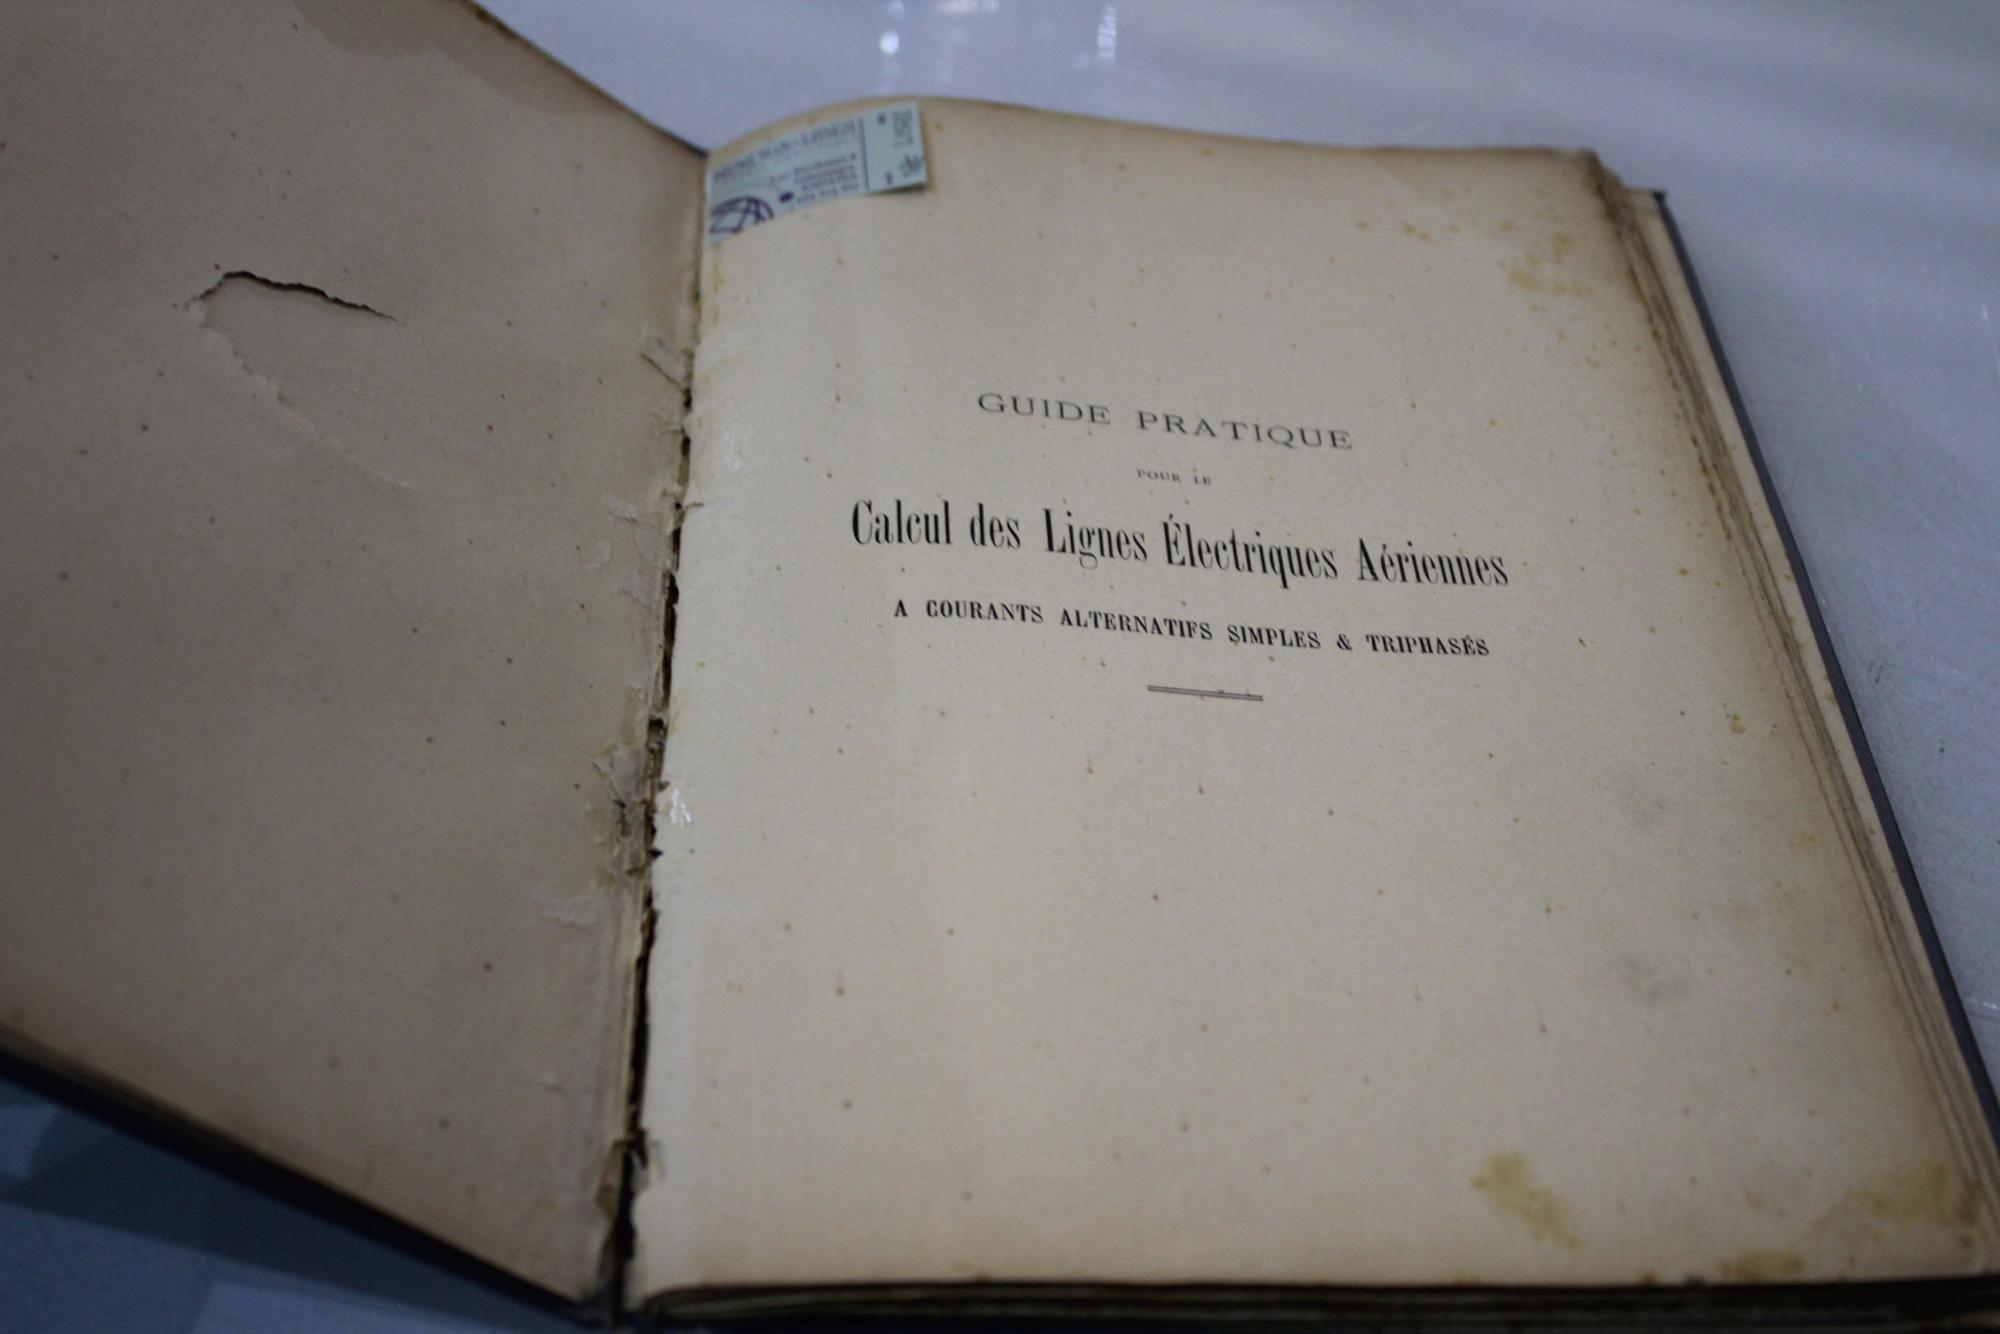 GUIDE PRATIQUE
POUR LE
Calcul des Lignes Électriques Aériennes
A COURANTS ALTERNATIFS SIMPLES & TRIPHASÉS